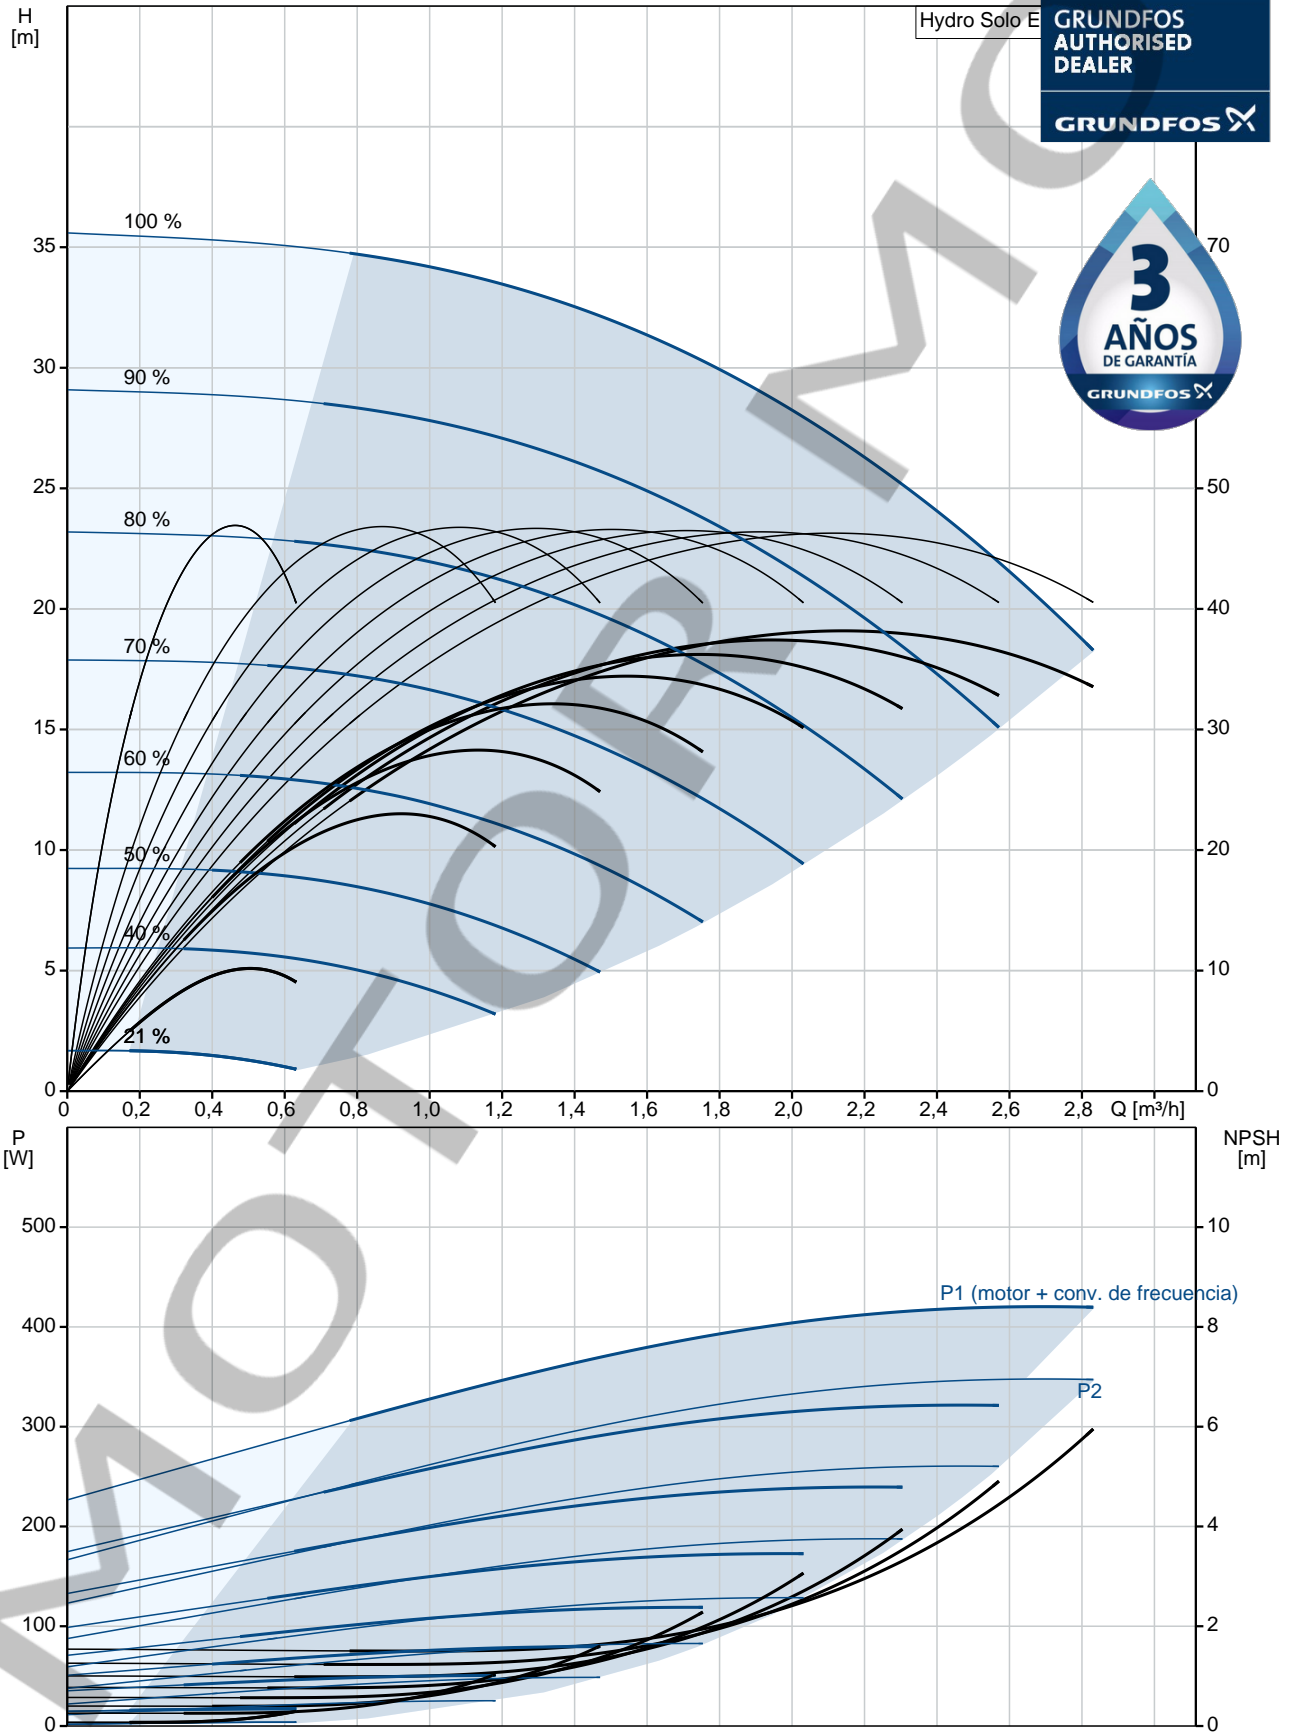 H
[m]
Hydro Solo E
GRUNDFOS
AUTHORISED
DEALER
GRUNDFOS
100 %
35
70
3
AÑOS
DE GARANTÍA
GRUNDFOS
30
90 %
25
50
80 %
20
40
70 %
15
30
60 %
10
20
50 %
40 %
5
10
21 %
0
0
0 0,2 0,4 0,6 0,8 1,0 1,2 1,4 1,6 1,8 2,0 2,2 2,4 2,6 2,8 Q [m³/h]
P
[W]
NPSH
[m]
500
10
P1 (motor + conv. de frecuencia)
400
8
P2
300
6
200
4
100
2
0
0
MOTOR MO